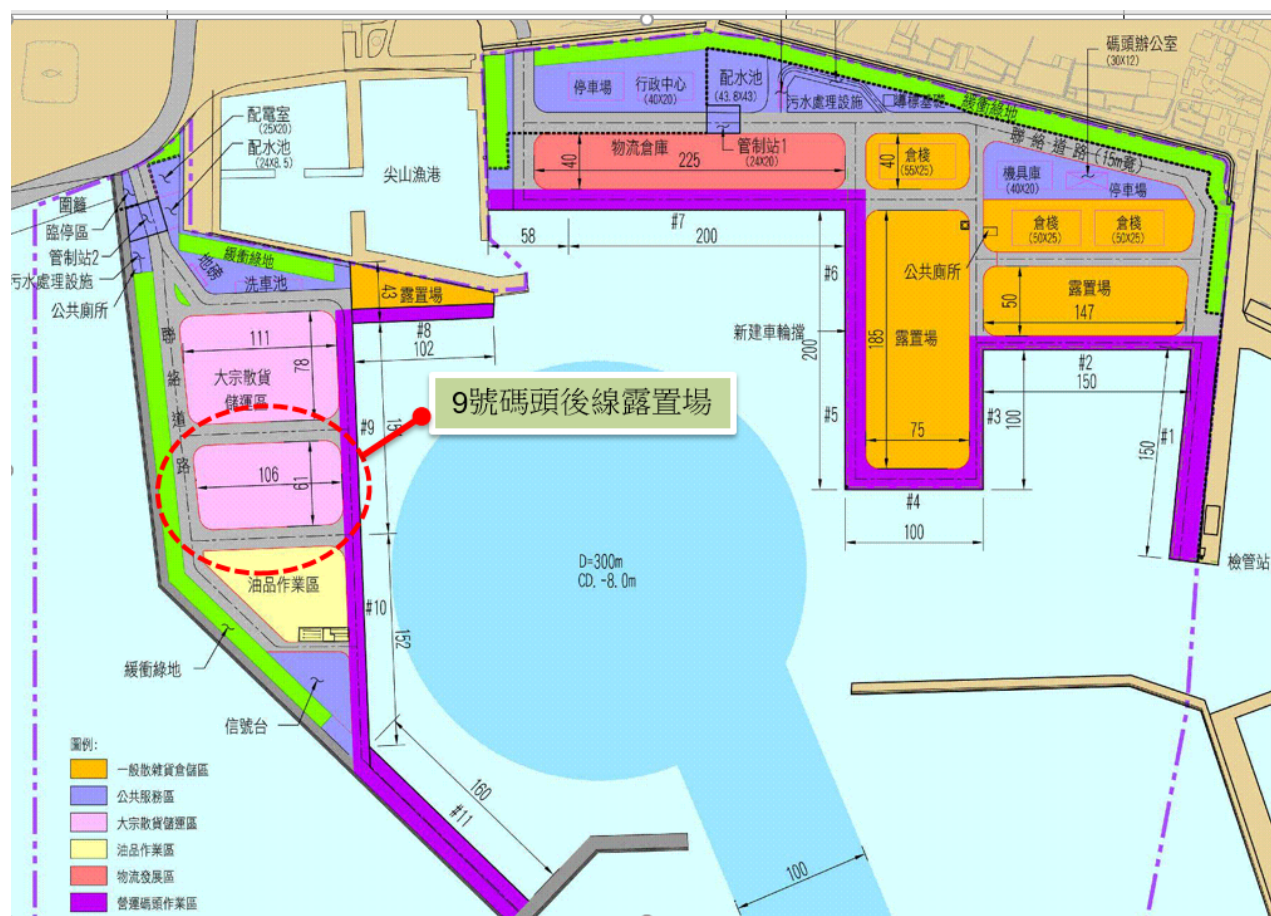 碼頭辦公室
(30X12)
停車場
行政中心
(40X20)
配水池
(43.8X43)
污水處理設施
導標基礎
緩衝綠地
聯絡道路(15m寬)
配電室
(25X20)
配水池
(24X8.5)
尖山漁港
物流倉庫
40
225
管制站1
(24X20)
40
倉棧
(55X25)
機具庫
(40X20)
停車場
圍籬
臨停區
管制站2
污水處理設施
公共廁所
地磅
緩衝綠地
洗車池
43
露置場
#8
102
58
#7
200
#6
新建車輪擋
200
#5
185
露置場
75
公共廁所
倉棧
(50X25)
倉棧
(50X25)
50
露置場
147
#2
150
#3
100
#1
150
#4
100
檢管站
聯絡道路
111
78
大宗散貨
儲運區
9號碼頭後線露置場
#9
106
61
油品作業區
#10
152
D=300m
CD. -8.0m
緩衝綠地
信號台
160
#11
100
圖例:
一般散雜貨倉儲區
公共服務區
大宗散貨儲運區
油品作業區
物流發展區
營運碼頭作業區